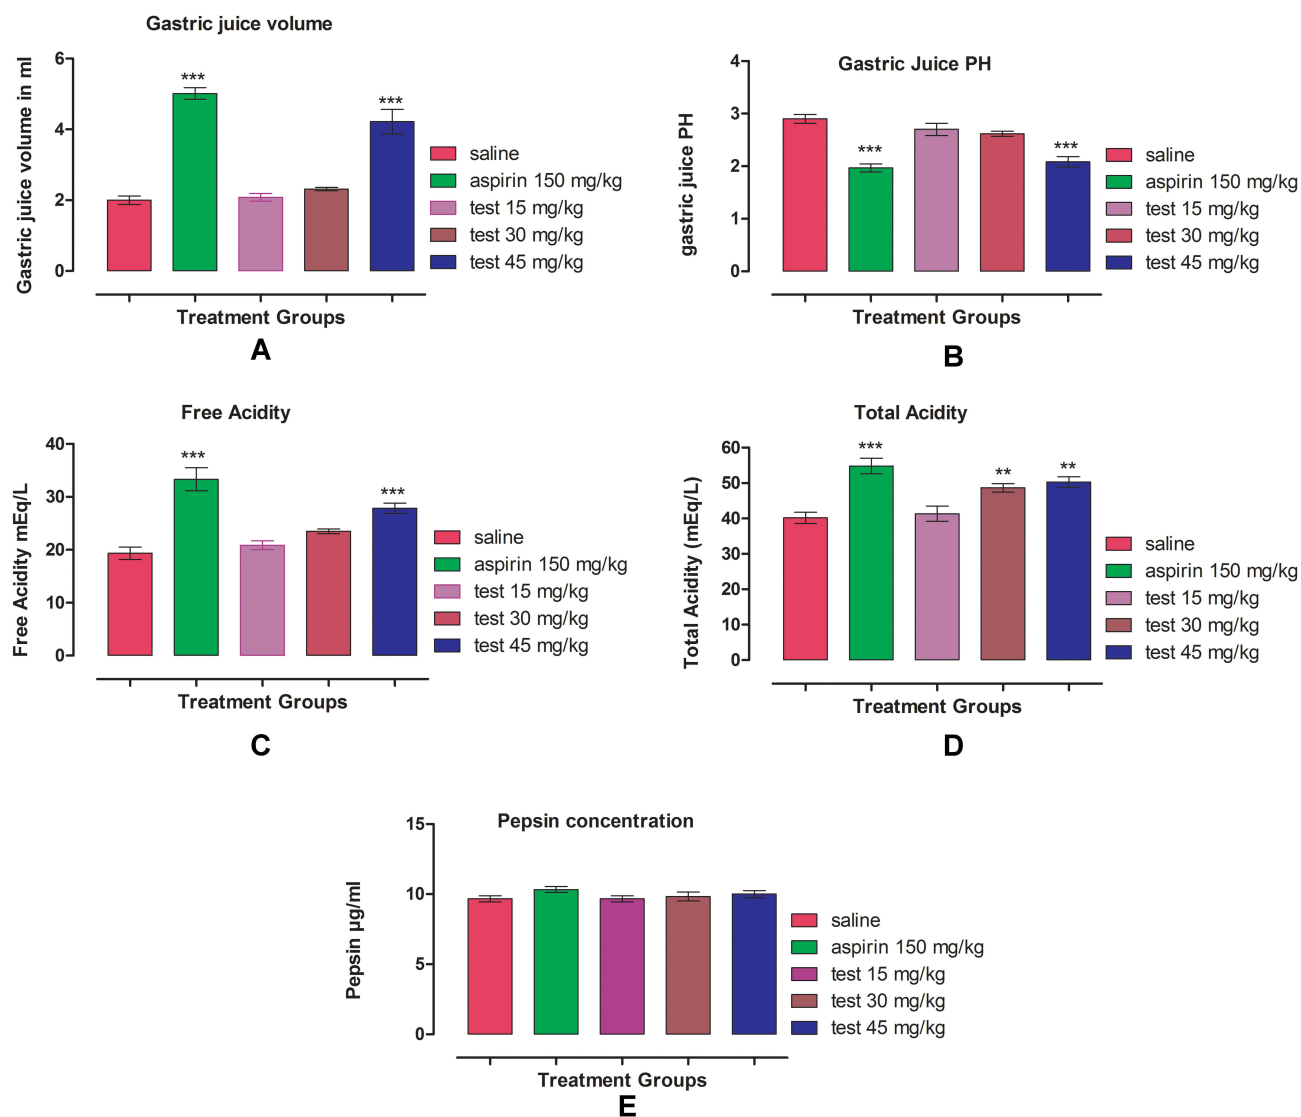 Gastric juice volume
Gastric juice volume in ml
6
4
2
0
***
***
saline
aspirin 150 mg/kg
test 15 mg/kg
test 30 mg/kg
test 45 mg/kg
Treatment Groups
A
Gastric Juice PH
gastric juice PH
4
3
2
1
0
***
***
saline
aspirin 150 mg/kg
test 15 mg/kg
test 30 mg/kg
test 45 mg/kg
Treatment Groups
B
Free Acidity
Free Acidity mEq/L
40
30
20
10
0
***
***
saline
aspirin 150 mg/kg
test 15 mg/kg
test 30 mg/kg
test 45 mg/kg
Treatment Groups
C
Total Acidity
Total Acidity (mEq/L)
60
50
40
30
20
10
0
***
**
**
saline
aspirin 150 mg/kg
test 15 mg/kg
test 30 mg/kg
test 45 mg/kg
Treatment Groups
D
Pepsin concentration
Pepsin µg/ml
15
10
5
0
saline
aspirin 150 mg/kg
test 15 mg/kg
test 30 mg/kg
test 45 mg/kg
Treatment Groups
E